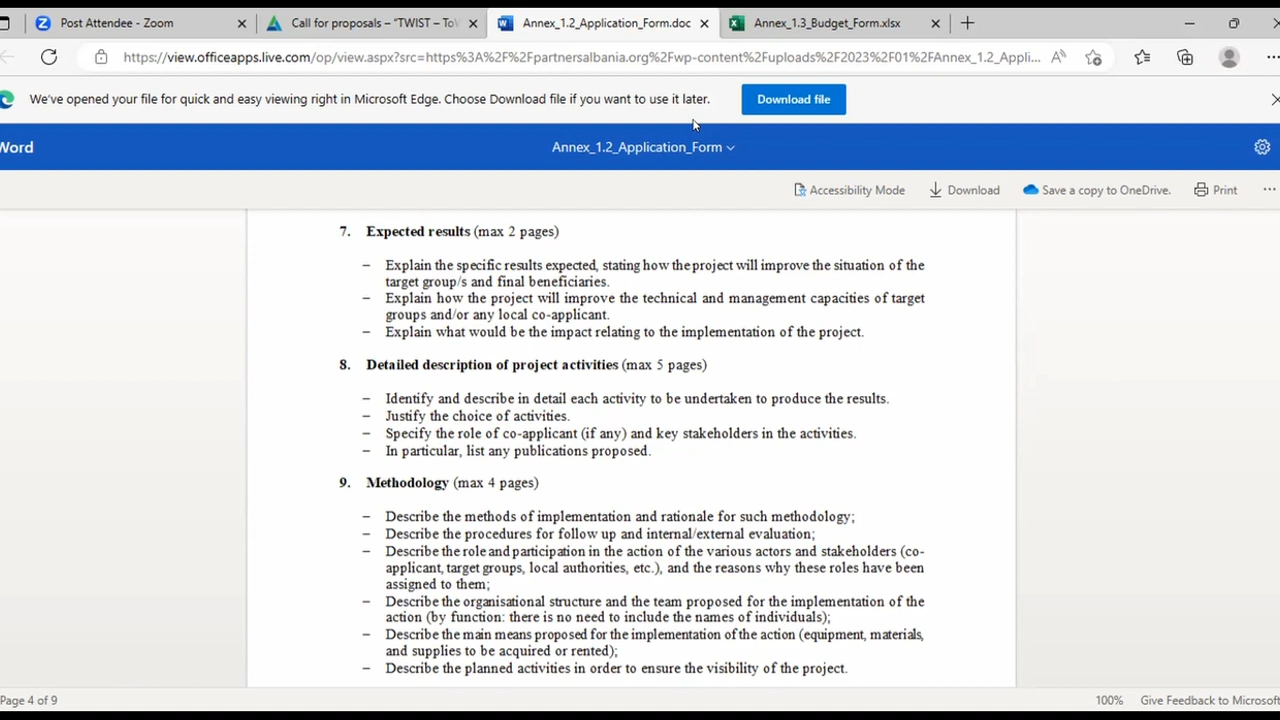 Post Attendee - Zoom
Call for proposals – "TWIST – ToW
Annex_1.2_Application_Form.doc
Annex_1.3_Budget_Form.xlsx
https://view.officeapps.live.com/op/view.aspx?src=https%3A%2F%2Fpartnersalbania.org%2Fwp-content%2Fuploads%2F2023%2F01%2FAnnex_1.2_Appli...
We've opened your file for quick and easy viewing right in Microsoft Edge. Choose Download file if you want to use it later.
Download file
Word
Annex_1.2_Application_Form
Accessibility Mode
Download
Save a copy to OneDrive.
Print
7. Expected results (max 2 pages)
– Explain the specific results expected, stating how the project will improve the situation of the
target group/s and final beneficiaries.
– Explain how the project will improve the technical and management capacities of target
groups and/or any local co-applicant.
– Explain what would be the impact relating to the implementation of the project.
8. Detailed description of project activities (max 5 pages)
– Identify and describe in detail each activity to be undertaken to produce the results.
– Justify the choice of activities.
– Specify the role of co-applicant (if any) and key stakeholders in the activities.
– In particular, list any publications proposed.
9. Methodology (max 4 pages)
– Describe the methods of implementation and rationale for such methodology;
– Describe the procedures for follow up and internal/external evaluation;
– Describe the role and participation in the action of the various actors and stakeholders (co-
applicant, target groups, local authorities, etc.), and the reasons why these roles have been
assigned to them;
– Describe the organisational structure and the team proposed for the implementation of the
action (by function: there is no need to include the names of individuals);
– Describe the main means proposed for the implementation of the action (equipment, materials,
and supplies to be acquired or rented);
– Describe the planned activities in order to ensure the visibility of the project.
Page 4 of 9
100%
Give Feedback to Microsoft